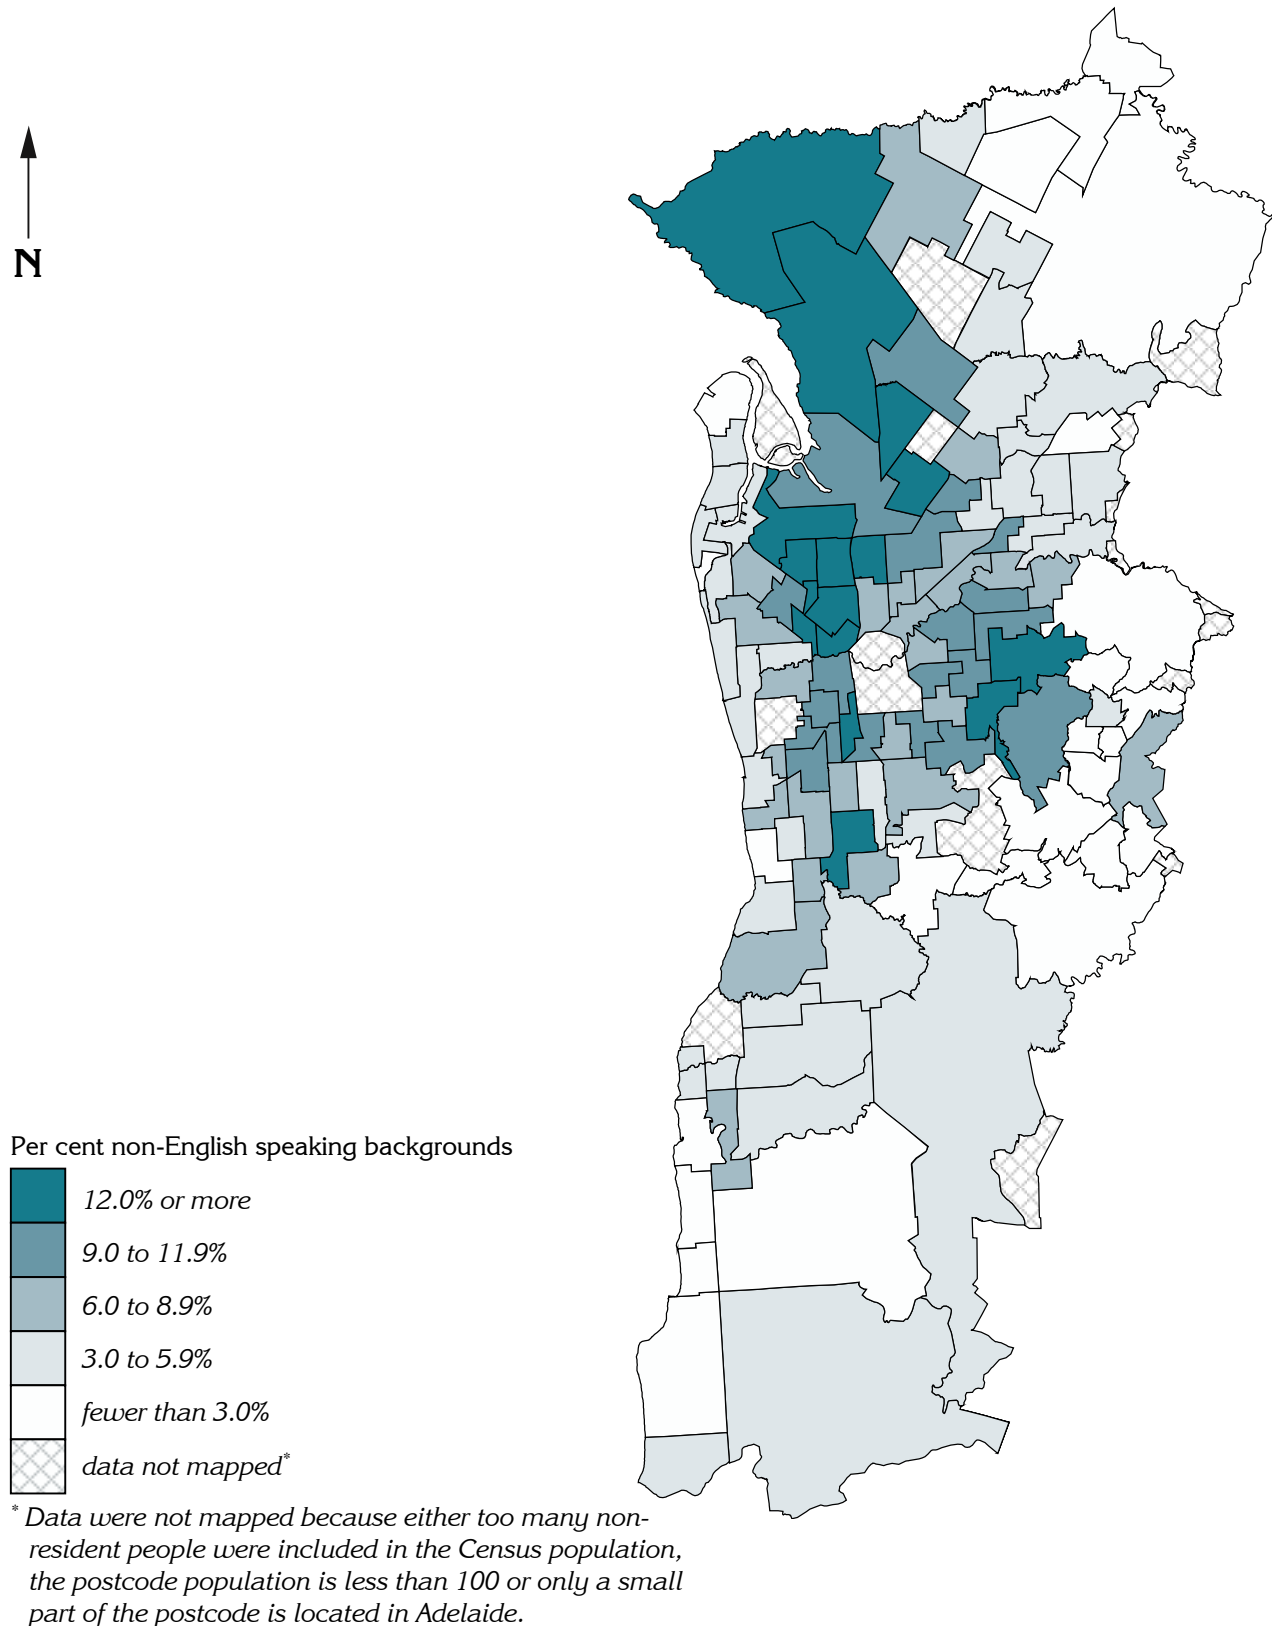 N
Per cent non-English speaking backgrounds
12.0% or more
9.0 to 11.9%
6.0 to 8.9%
3.0 to 5.9%
fewer than 3.0%
data not mapped*
* Data were not mapped because either too many non-
resident people were included in the Census population,
the postcode population is less than 100 or only a small
part of the postcode is located in Adelaide.